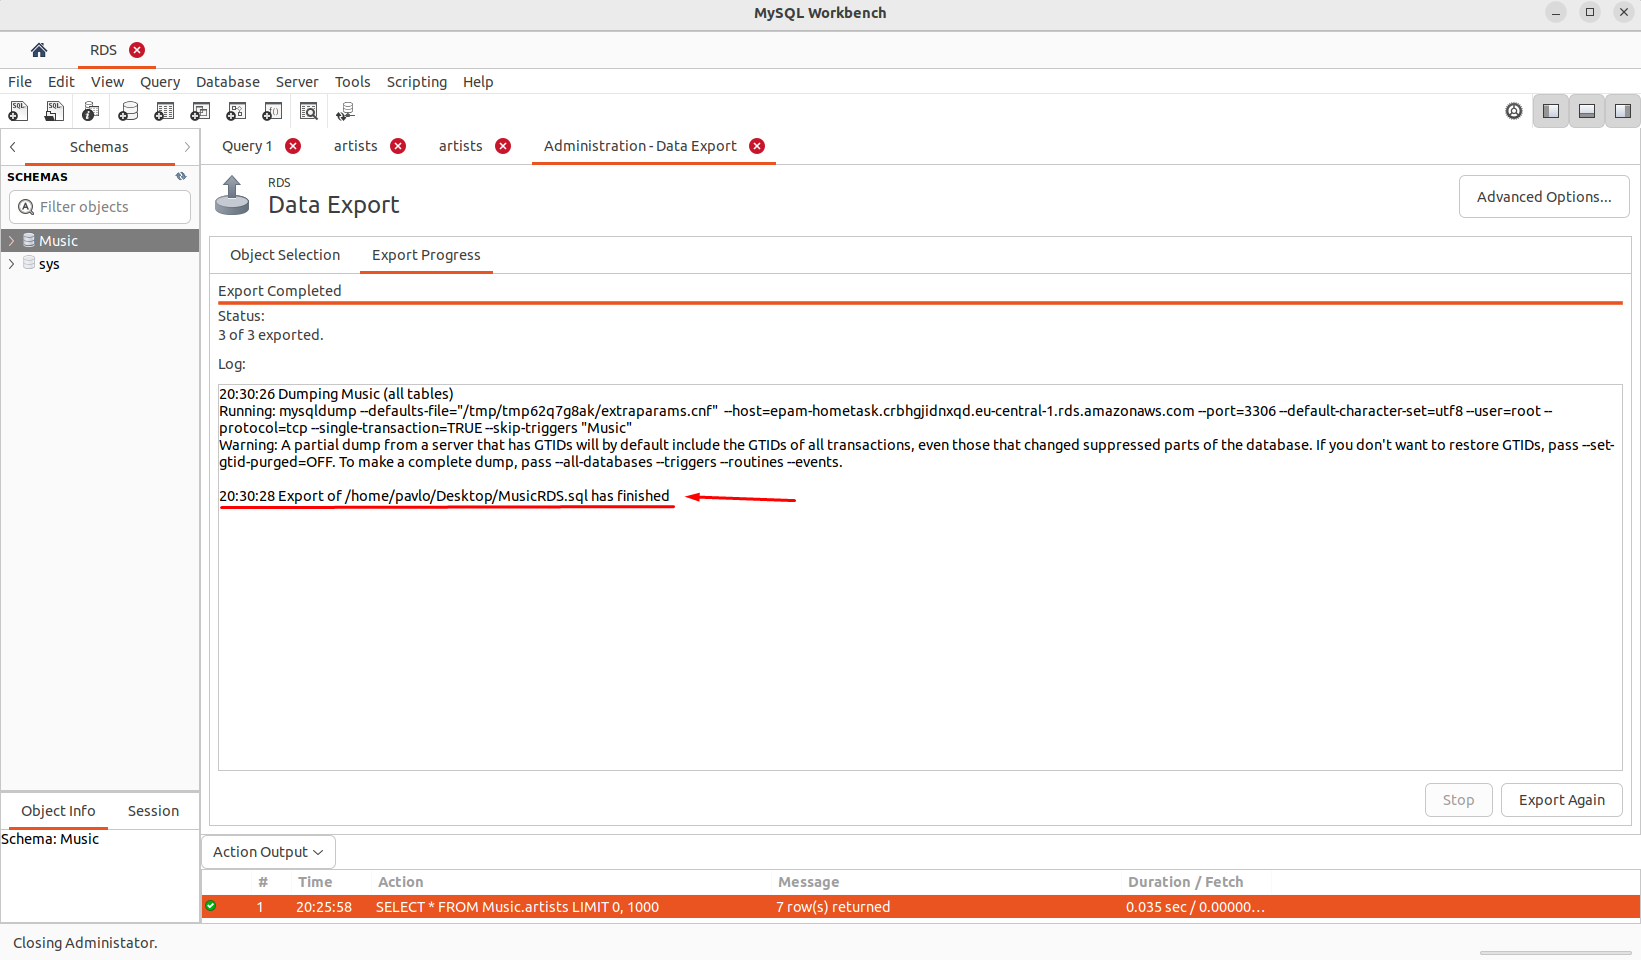 MySQL Workbench
RDS
File Edit View Query Database Server Tools Scripting Help
Schemas
SCHEMAS
Filter objects
Music
sys
Query 1 artists artists Administration - Data Export
RDS
Data Export
Advanced Options...
Object Selection Export Progress
Export Completed
Status:
3 of 3 exported.
Log:
20:30:26 Dumping Music (all tables)
Running: mysqldump --defaults-file="/tmp/tmp62q7g8ak/extraparams.cnf"  --host=epam-hometask.crbhgjidnxqd.eu-central-1.rds.amazonaws.com --port=3306 --default-character-set=utf8 --user=root --
protocol=tcp --single-transaction=TRUE --skip-triggers "Music"
Warning: A partial dump from a server that has GTIDs will by default include the GTIDs of all transactions, even those that changed suppressed parts of the database. If you don't want to restore GTIDs, pass --set-
gtid-purged=OFF. To make a complete dump, pass --all-databases --triggers --routines --events.
20:30:28 Export of /home/pavlo/Desktop/MusicRDS.sql has finished
Stop Export Again
Object Info Session
Schema: Music
Action Output
# Time Action Message Duration / Fetch
1 20:25:58 SELECT * FROM Music.artists LIMIT 0, 1000 7 row(s) returned 0.035 sec / 0.00000...
Closing Administator.